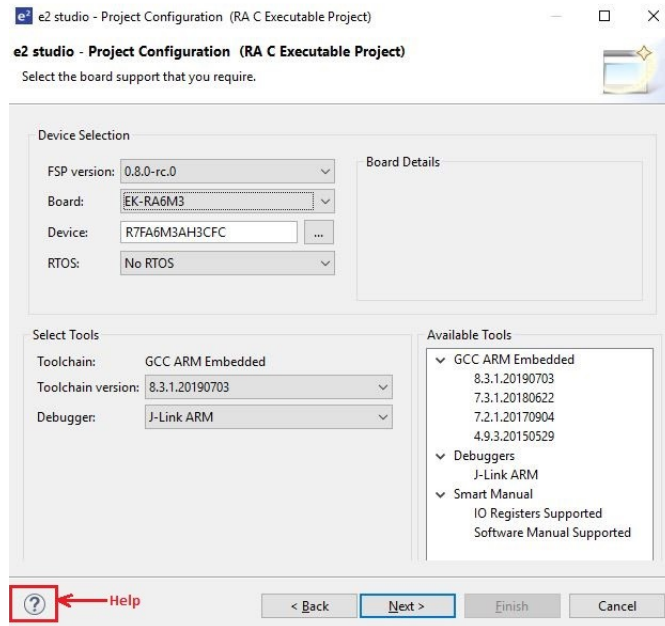 e2 e2 studio - Project Configuration (RA C Executable Project)
e2 studio - Project Configuration (RA C Executable Project)
Select the board support that you require.
Device Selection
FSP version: 0.8.0-rc.0
Board: EK-RA6M3
Device: R7FA6M3AH3CFC ...
RTOS: No RTOS
Board Details
Select Tools
Toolchain: GCC ARM Embedded
Toolchain version: 8.3.1.20190703
Debugger: J-Link ARM
Available Tools
GCC ARM Embedded
8.3.1.20190703
7.3.1.20180622
7.2.1.20170904
4.9.3.20150529
Debuggers
J-Link ARM
Smart Manual
IO Registers Supported
Software Manual Supported
? Help < Back Next > Finish Cancel